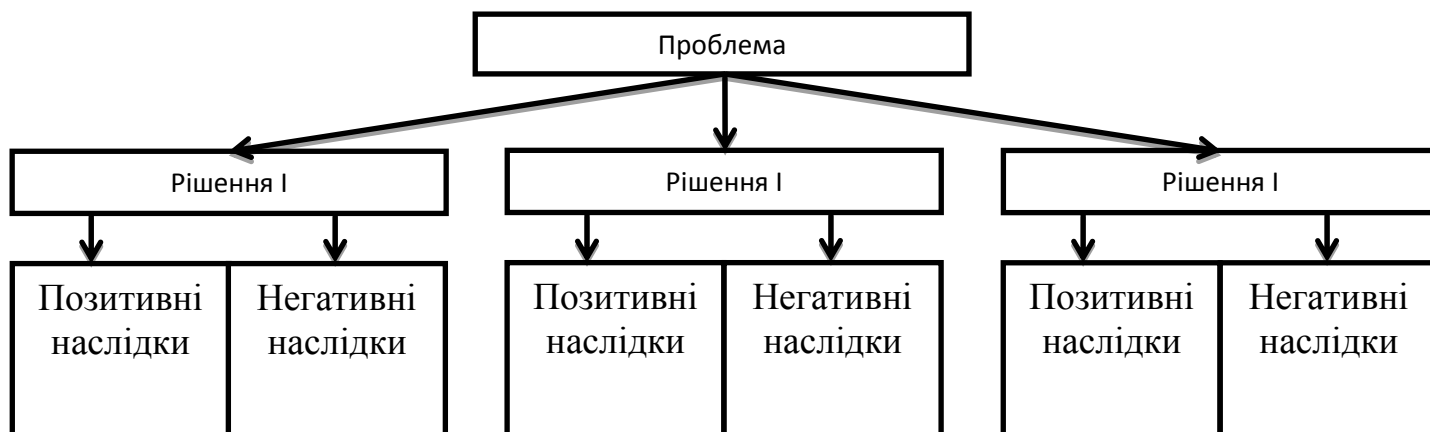 Проблема
Рішення І
Рішення І
Рішення І
Позитивні
наслідки
Негативні
наслідки
Позитивні
наслідки
Негативні
наслідки
Позитивні
наслідки
Негативні
наслідки